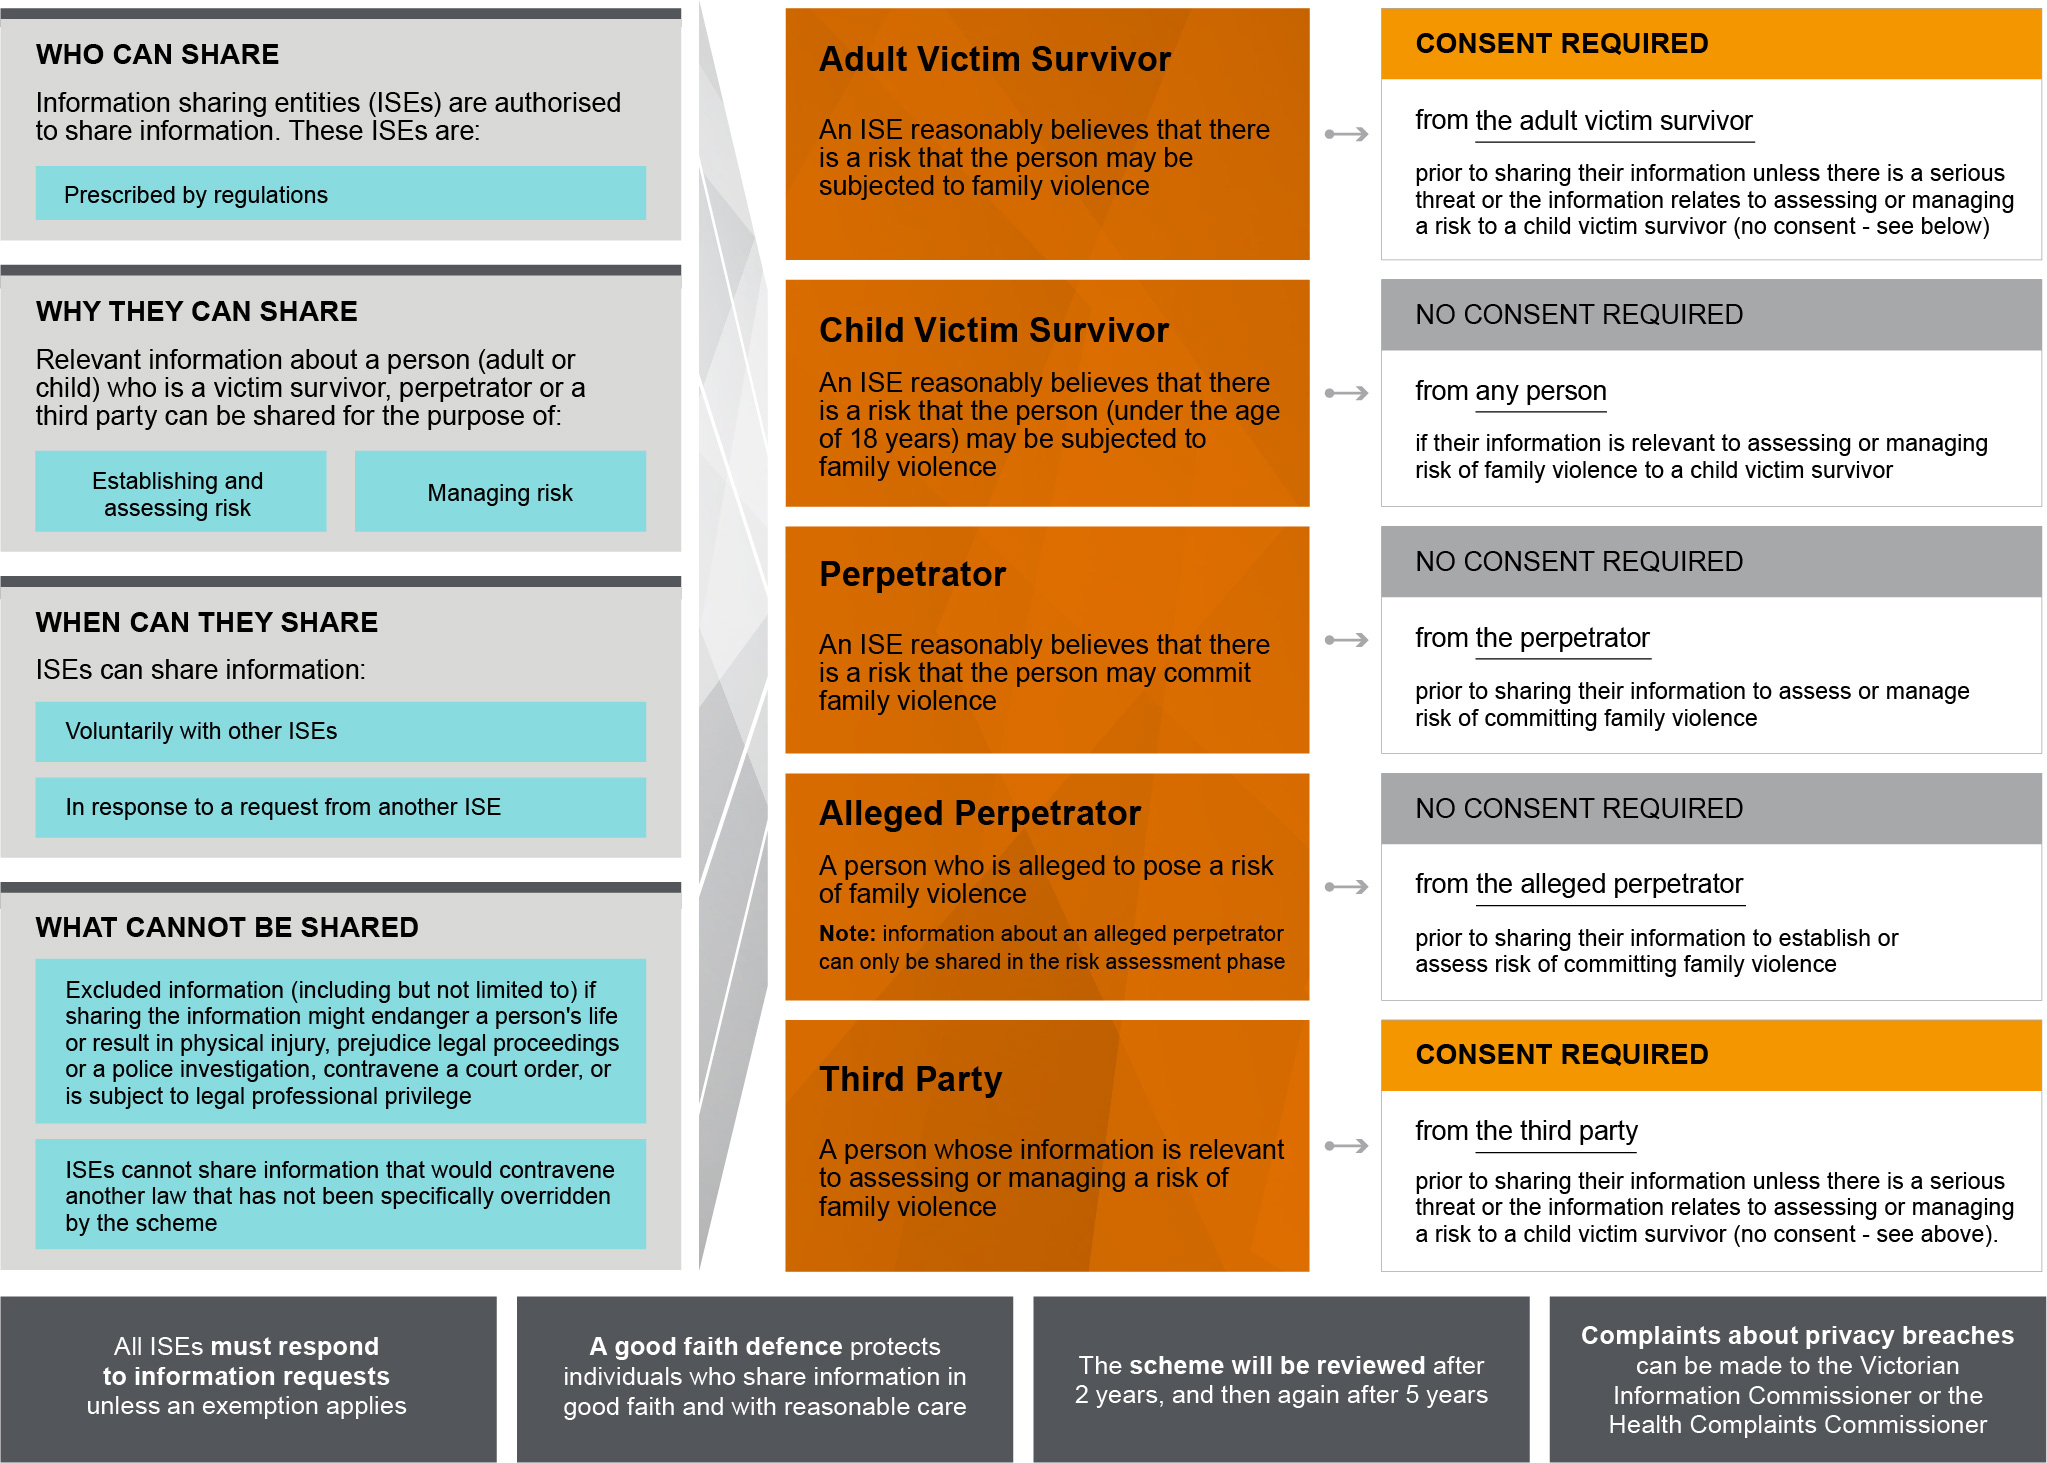 WHO CAN SHARE
Information sharing entities (ISEs) are authorised
to share information. These ISEs are:
Prescribed by regulations
WHY THEY CAN SHARE
Relevant information about a person (adult or
child) who is a victim survivor, perpetrator or a
third party can be shared for the purpose of:
Establishing and
assessing risk
Managing risk
WHEN CAN THEY SHARE
ISEs can share information:
Voluntarily with other ISEs
In response to a request from another ISE
WHAT CANNOT BE SHARED
Excluded information (including but not limited to) if
sharing the information might endanger a person's life
or result in physical injury, prejudice legal proceedings
or a police investigation, contravene a court order, or
is subject to legal professional privilege
ISEs cannot share information that would contravene
another law that has not been specifically overridden
by the scheme
Adult Victim Survivor
An ISE reasonably believes that there
is a risk that the person may be
subjected to family violence
CONSENT REQUIRED
from the adult victim survivor
prior to sharing their information unless there is a serious
threat or the information relates to assessing or managing
a risk to a child victim survivor (no consent - see below)
Child Victim Survivor
An ISE reasonably believes that there
is a risk that the person (under the age
of 18 years) may be subjected to
family violence
NO CONSENT REQUIRED
from any person
if their information is relevant to assessing or managing
risk of family violence to a child victim survivor
Perpetrator
An ISE reasonably believes that there
is a risk that the person may commit
family violence
NO CONSENT REQUIRED
from the perpetrator
prior to sharing their information to assess or manage
risk of committing family violence
Alleged Perpetrator
A person who is alleged to pose a risk
of family violence
Note: information about an alleged perpetrator
can only be shared in the risk assessment phase
NO CONSENT REQUIRED
from the alleged perpetrator
prior to sharing their information to establish or
assess risk of committing family violence
Third Party
A person whose information is relevant
to assessing or managing a risk of
family violence
CONSENT REQUIRED
from the third party
prior to sharing their information unless there is a serious
threat or the information relates to assessing or managing
a risk to a child victim survivor (no consent - see above).
All ISEs must respond
to information requests
unless an exemption applies
A good faith defence protects
individuals who share information in
good faith and with reasonable care
The scheme will be reviewed after
2 years, and then again after 5 years
Complaints about privacy breaches
can be made to the Victorian
Information Commissioner or the
Health Complaints Commissioner